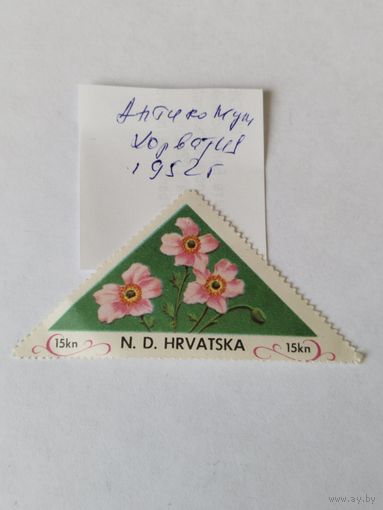 Антикомун
Хорватия
1952г
15kn N. D. HRVATSKA 15kn
www.ay.by